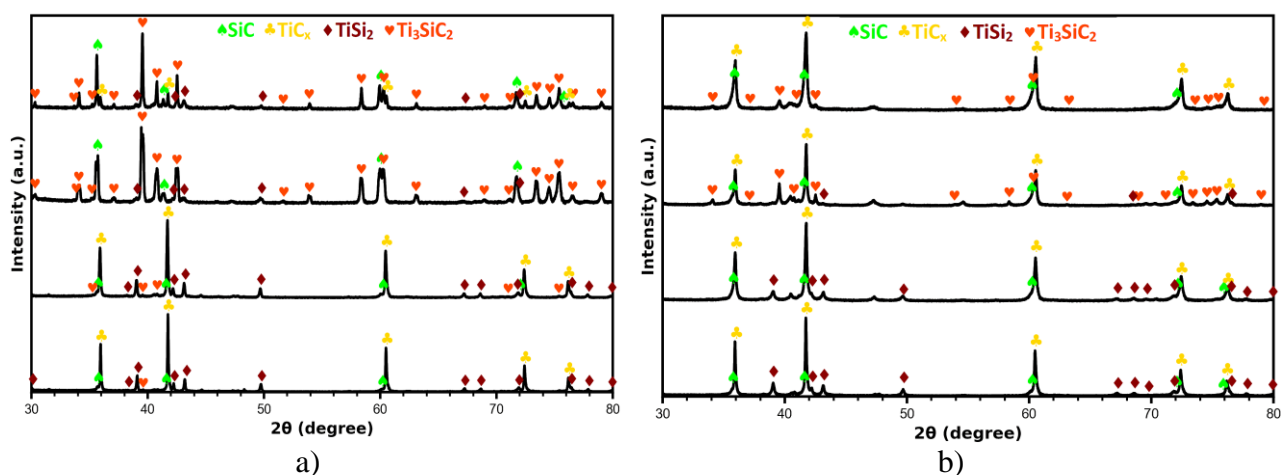 ♠SiC ♣TiCₓ ♦TiSi₂ ♥Ti₃SiC₂
Intensity (a.u.)
30 40 50 60 70 80
2θ (degree)
a)
♠SiC ♣TiCₓ ♦TiSi₂ ♥Ti₃SiC₂
Intensity (a.u.)
30 40 50 60 70 80
2θ (degree)
b)